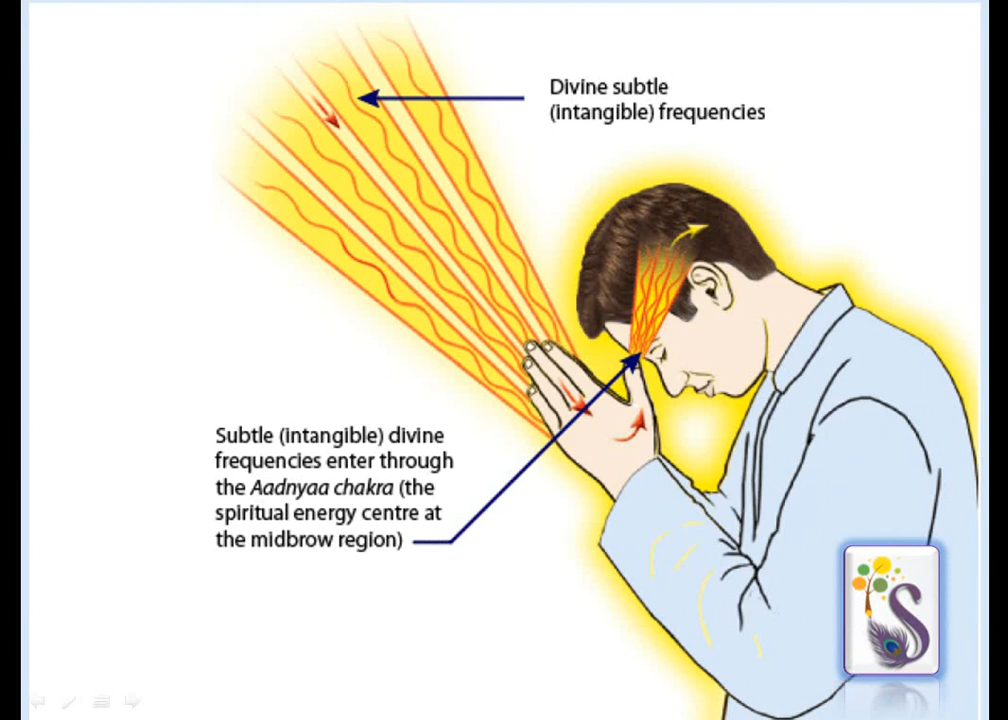 Divine subtle
(intangible) frequencies
Subtle (intangible) divine
frequencies enter through
the Aadnyaa chakra (the
spiritual energy centre at
the midbrow region)